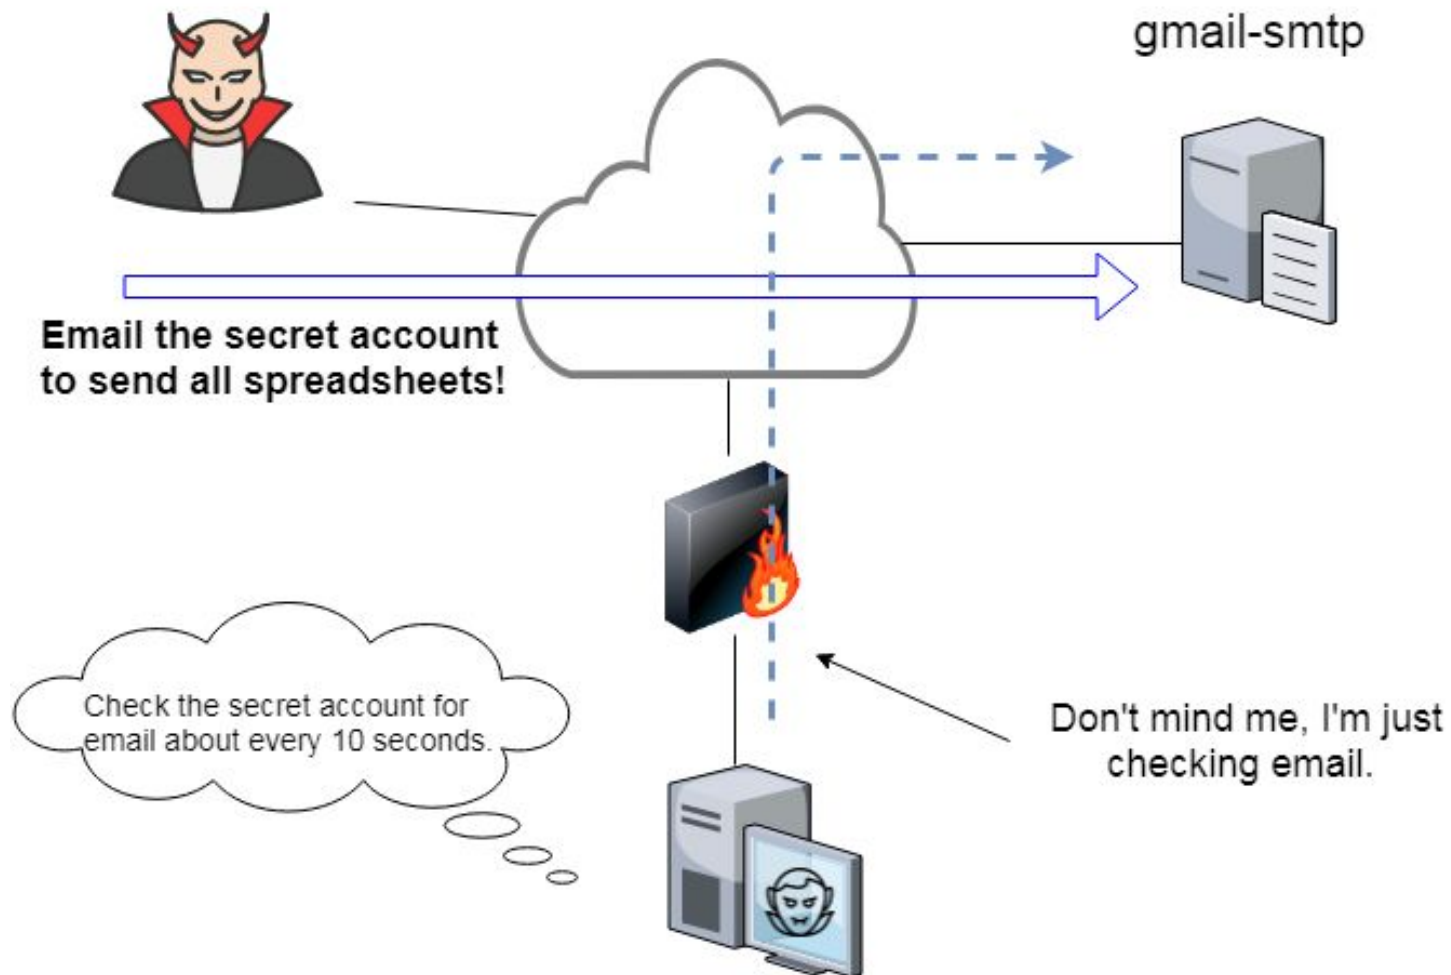 gmail-smtp
Email the secret account
to send all spreadsheets!
Check the secret account for
email about every 10 seconds.
Don't mind me, I'm just
checking email.